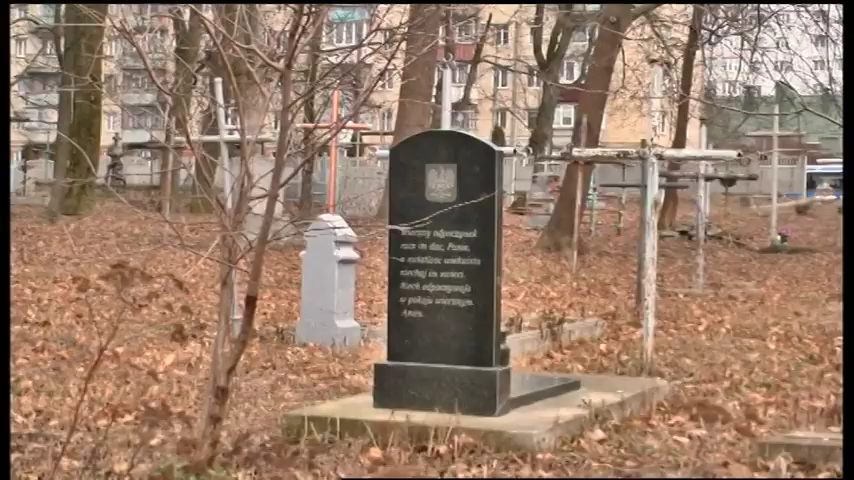 Wieczny odpoczynek
racz im dać, Panie,
a światłość wiekuista
niechaj im świeci.
Niech odpoczywają
w pokoju wiecznym.
Amen.